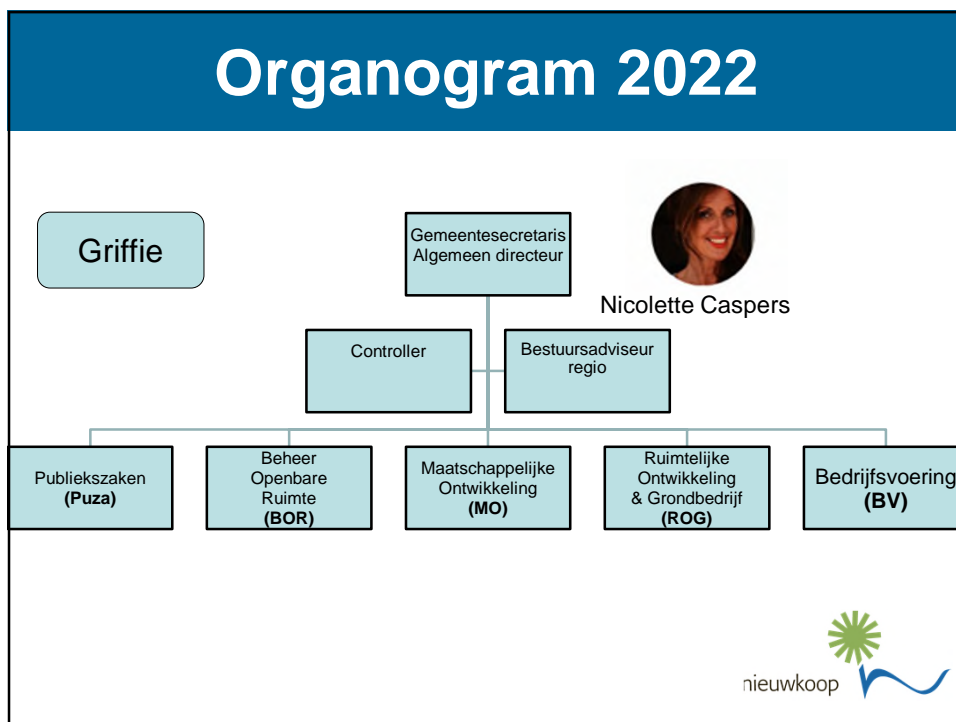 Organogram 2022
Griffie
Gemeentesecretaris
Algemeen directeur
Nicolette Caspers
Controller
Bestuursadviseur
regio
Publiekszaken
(Puza)
Beheer
Openbare
Ruimte
(BOR)
Maatschappelijke
Ontwikkeling
(MO)
Ruimtelijke
Ontwikkeling
& Grondbedrijf
(ROG)
Bedrijfsvoering
(BV)
nieuwkoop